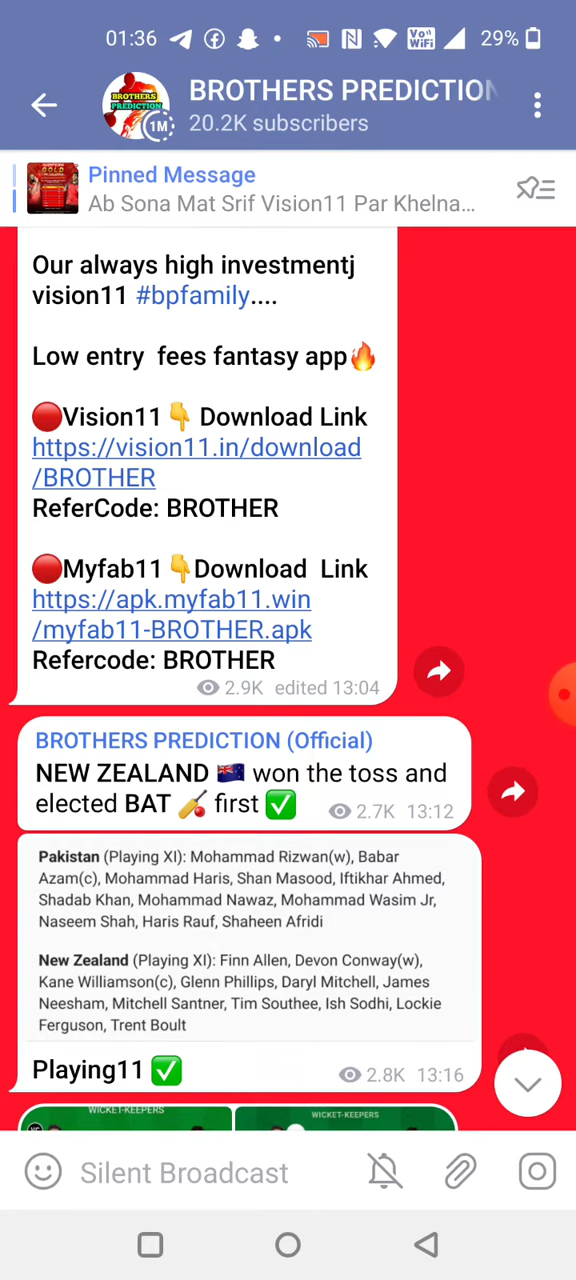 01:36
Vo))
WiFi
29%
BROTHERS PREDICTION
20.2K subscribers
BROTHERS
PREDICTION
1M
Pinned Message
Ab Sona Mat Srif Vision11 Par Khelna...
GOLD
Our always high investmentj
vision11 #bpfamily....
Low entry fees fantasy app🔥
🔴Vision11👇 Download Link
https://vision11.in/download
/BROTHER
ReferCode: BROTHER
🔴Myfab11👇Download Link
https://apk.myfab11.win
/myfab11-BROTHER.apk
Refercode: BROTHER
2.9K edited 13:04
BROTHERS PREDICTION (Official)
NEW ZEALAND 🇳🇿 won the toss and
elected BAT 🏏 first ✅ 2.7K 13:12
Pakistan (Playing XI): Mohammad Rizwan(w), Babar
Azam(c), Mohammad Haris, Shan Masood, Iftikhar Ahmed,
Shadab Khan, Mohammad Nawaz, Mohammad Wasim Jr,
Naseem Shah, Haris Rauf, Shaheen Afridi
New Zealand (Playing XI): Finn Allen, Devon Conway(w),
Kane Williamson(c), Glenn Phillips, Daryl Mitchell, James
Neesham, Mitchell Santner, Tim Southee, Ish Sodhi, Lockie
Ferguson, Trent Boult
Playing11 ✅ 2.8K 13:16
WICKET-KEEPERS
WICKET-KEEPERS
Silent Broadcast